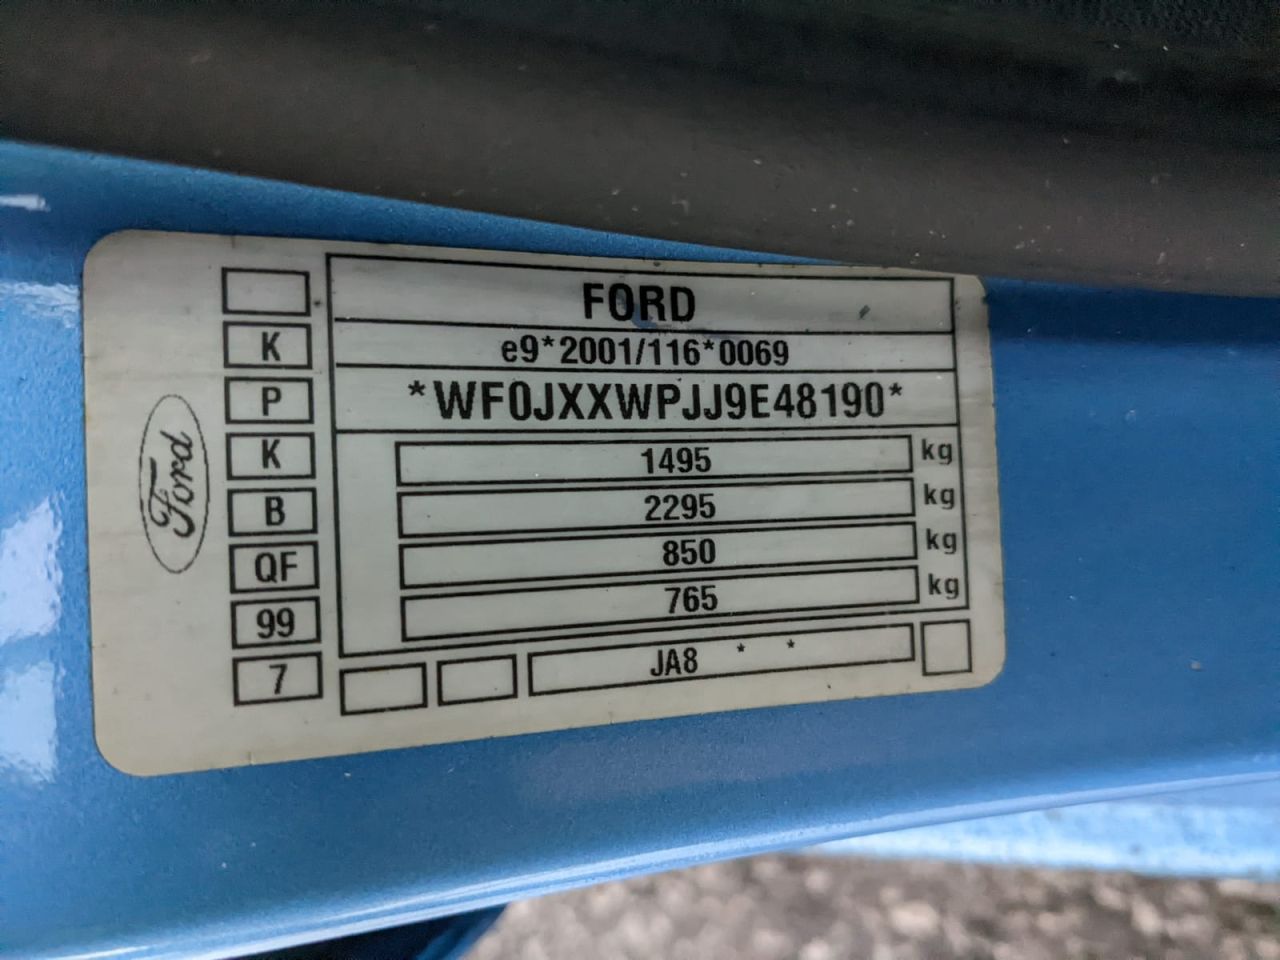 FORD
e9*2001/116*0069
*WF0JXXWPJJ9E48190*
1495 kg
2295 kg
850 kg
765 kg
JA8 * *
K
P
K
B
QF
99
7
Ford